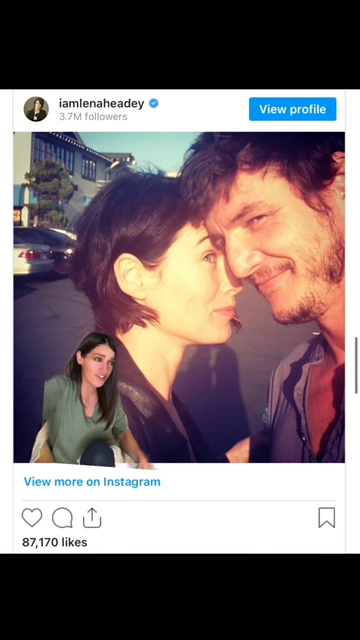 iamlenaheadey
View profile
3.7M followers
View more on Instagram
87,170 likes